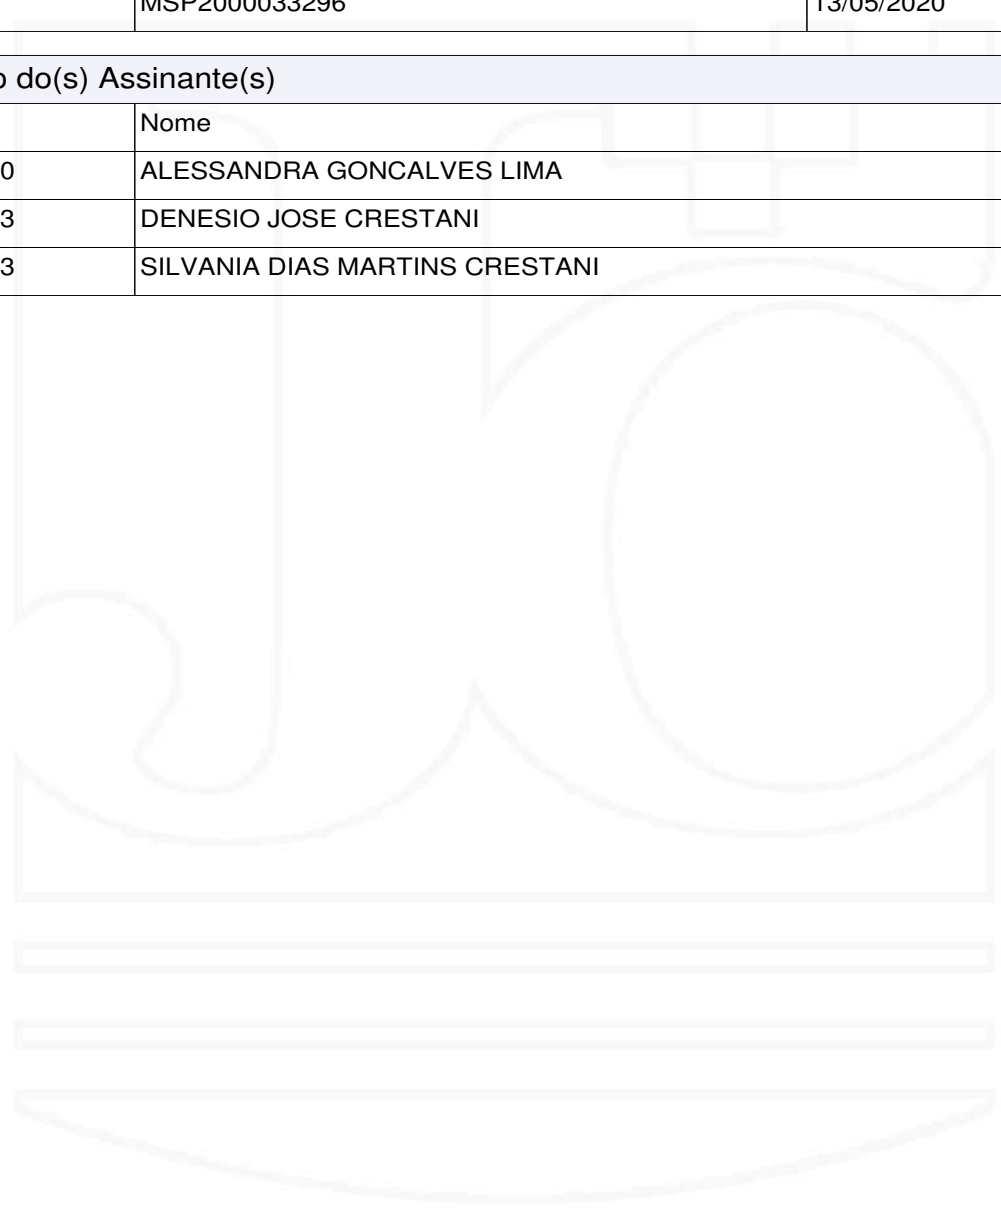 MSP2000033296 13/05/2020
o do(s) Assinante(s)
Nome
0 ALESSANDRA GONCALVES LIMA
3 DENESIO JOSE CRESTANI
3 SILVANIA DIAS MARTINS CRESTANI